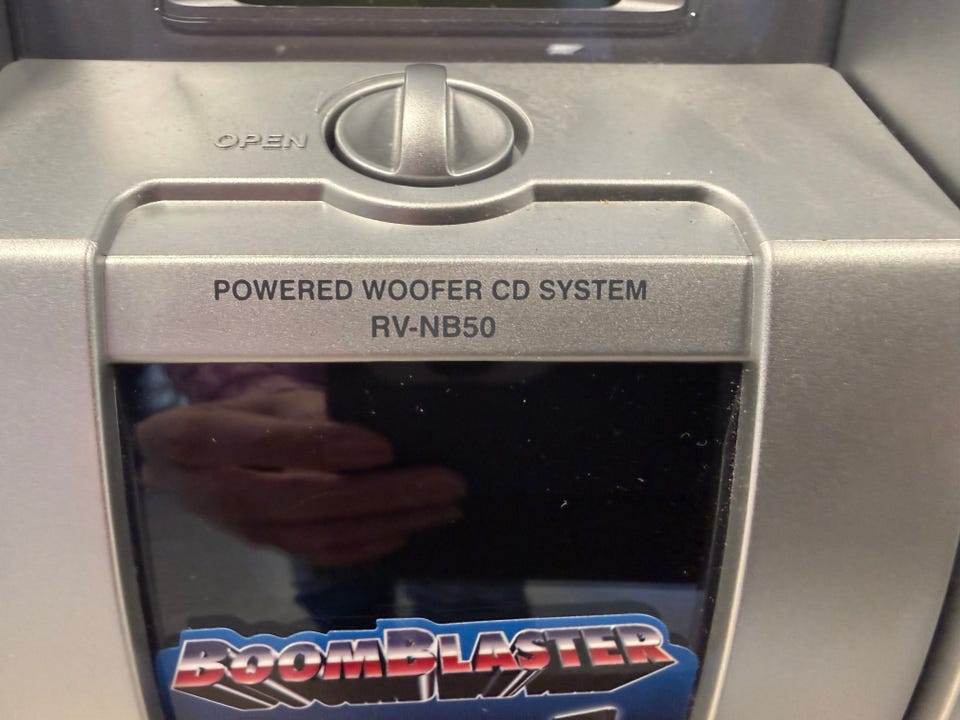 OPEN
POWERED WOOFER CD SYSTEM
RV-NB50
BOOMBLASTER